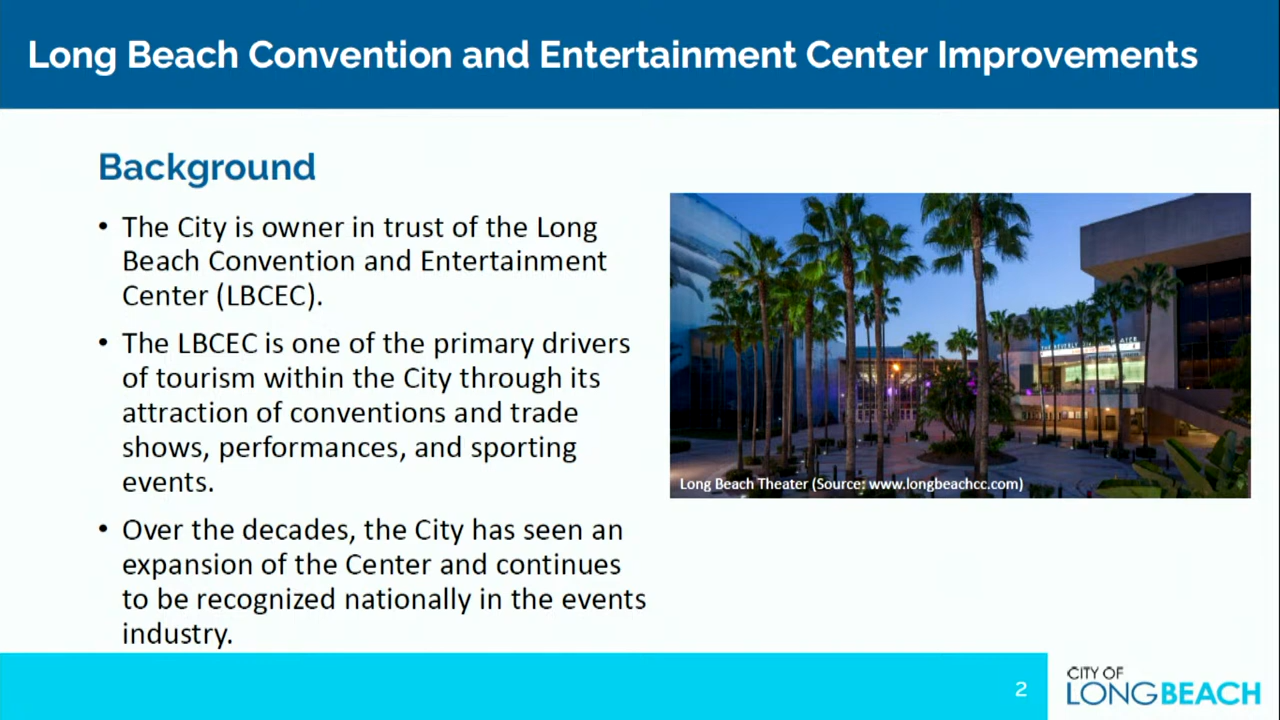 Long Beach Convention and Entertainment Center Improvements
Background
• The City is owner in trust of the Long
Beach Convention and Entertainment
Center (LBCEC).
• The LBCEC is one of the primary drivers
of tourism within the City through its
attraction of conventions and trade
shows, performances, and sporting
events.
• Over the decades, the City has seen an
expansion of the Center and continues
to be recognized nationally in the events
industry.
Long Beach Theater (Source: www.longbeachcc.com)
2
CITY OF
LONGBEACH